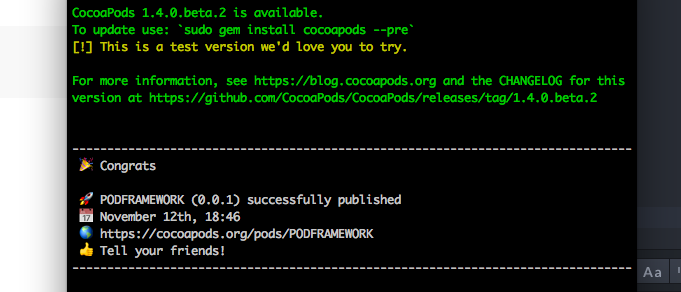 CocoaPods 1.4.0.beta.2 is available.
To update use: `sudo gem install cocoapods --pre`
[!] This is a test version we'd love you to try.
For more information, see https://blog.cocoapods.org and the CHANGELOG for this
version at https://github.com/CocoaPods/CocoaPods/releases/tag/1.4.0.beta.2
--------------------------------------------------------------------------------
🎉 Congrats
🚀 PODFRAMEWORK (0.0.1) successfully published
📅 November 12th, 18:46
🌎 https://cocoapods.org/pods/PODFRAMEWORK
👍 Tell your friends!
--------------------------------------------------------------------------------
Aa